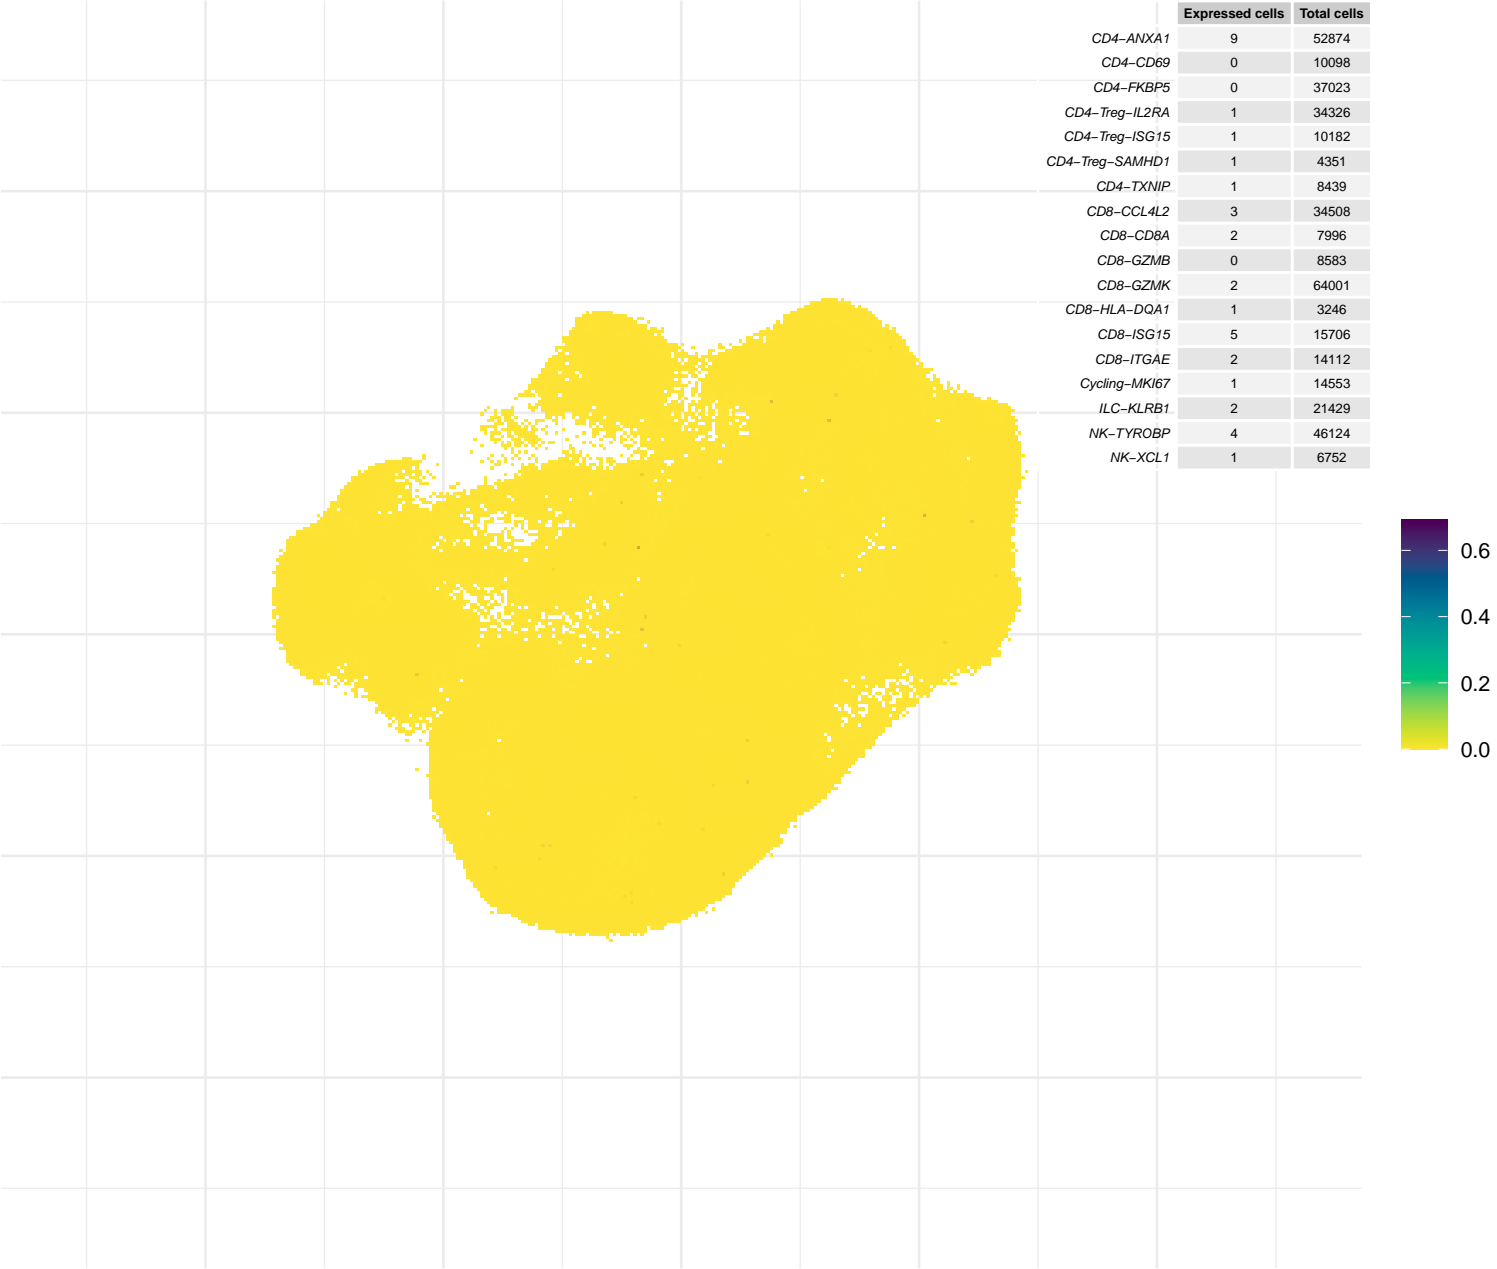 Expressed cells Total cells
CD4−ANXA1 9 52874
CD4−CD69 0 10098
CD4−FKBP5 0 37023
CD4−Treg−IL2RA 1 34326
CD4−Treg−ISG15 1 10182
CD4−Treg−SAMHD1 1 4351
CD4−TXNIP 1 8439
CD8−CCL4L2 3 34508
CD8−CD8A 2 7996
CD8−GZMB 0 8583
CD8−GZMK 2 64001
CD8−HLA−DQA1 1 3246
CD8−ISG15 5 15706
CD8−ITGAE 2 14112
Cycling−MKI67 1 14553
ILC−KLRB1 2 21429
NK−TYROBP 4 46124
NK−XCL1 1 6752
0.6
0.4
0.2
0.0